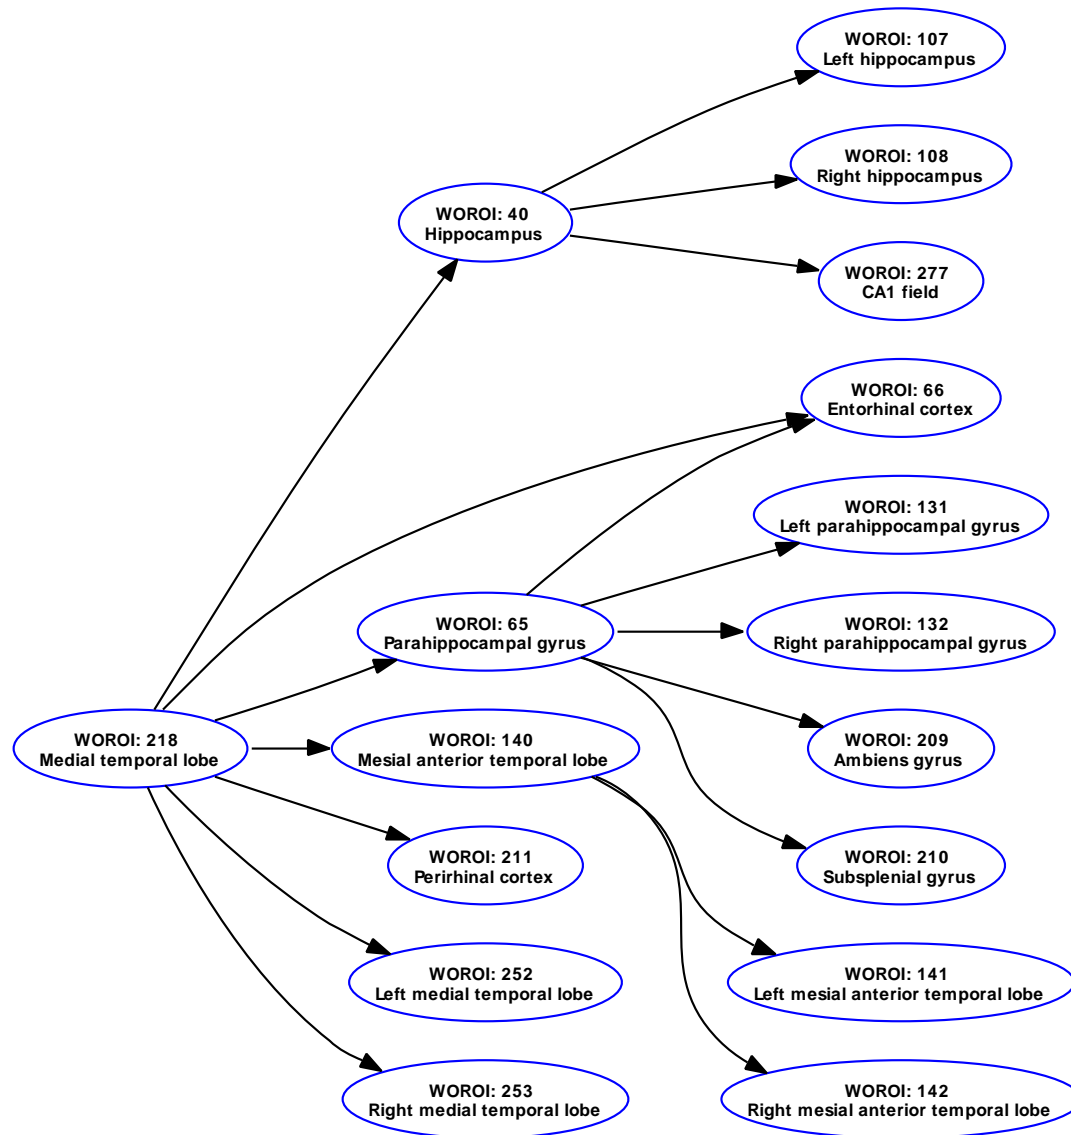 WOROI: 107
Left hippocampus
WOROI: 108
Right hippocampus
WOROI: 40
Hippocampus
WOROI: 277
CA1 field
WOROI: 66
Entorhinal cortex
WOROI: 131
Left parahippocampal gyrus
WOROI: 65
Parahippocampal gyrus
WOROI: 132
Right parahippocampal gyrus
WOROI: 218
Medial temporal lobe
WOROI: 140
Mesial anterior temporal lobe
WOROI: 209
Ambiens gyrus
WOROI: 211
Perirhinal cortex
WOROI: 210
Subsplenial gyrus
WOROI: 252
Left medial temporal lobe
WOROI: 141
Left mesial anterior temporal lobe
WOROI: 253
Right medial temporal lobe
WOROI: 142
Right mesial anterior temporal lobe